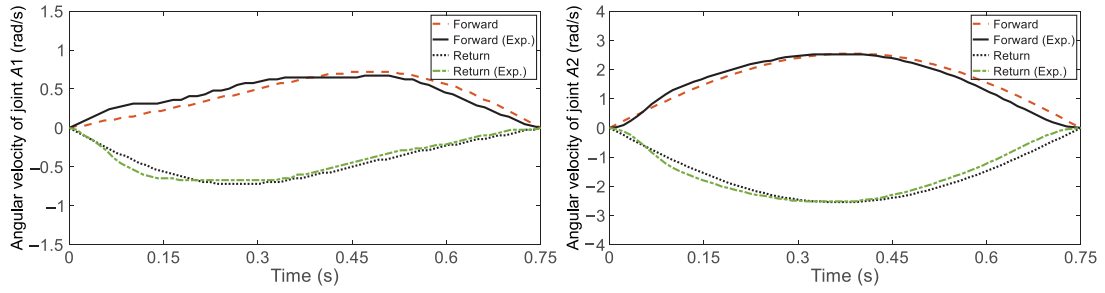 Angular velocity of joint A1 (rad/s)
1.5
1
0.5
0
−0.5
−1
−1.5
0
0.15
0.3
0.45
0.6
0.75
Time (s)
Forward
Forward (Exp.)
Return
Return (Exp.)
Angular velocity of joint A2 (rad/s)
4
3
2
1
0
−1
−2
−3
−4
0
0.15
0.3
0.45
0.6
0.75
Time (s)
Forward
Forward (Exp.)
Return
Return (Exp.)